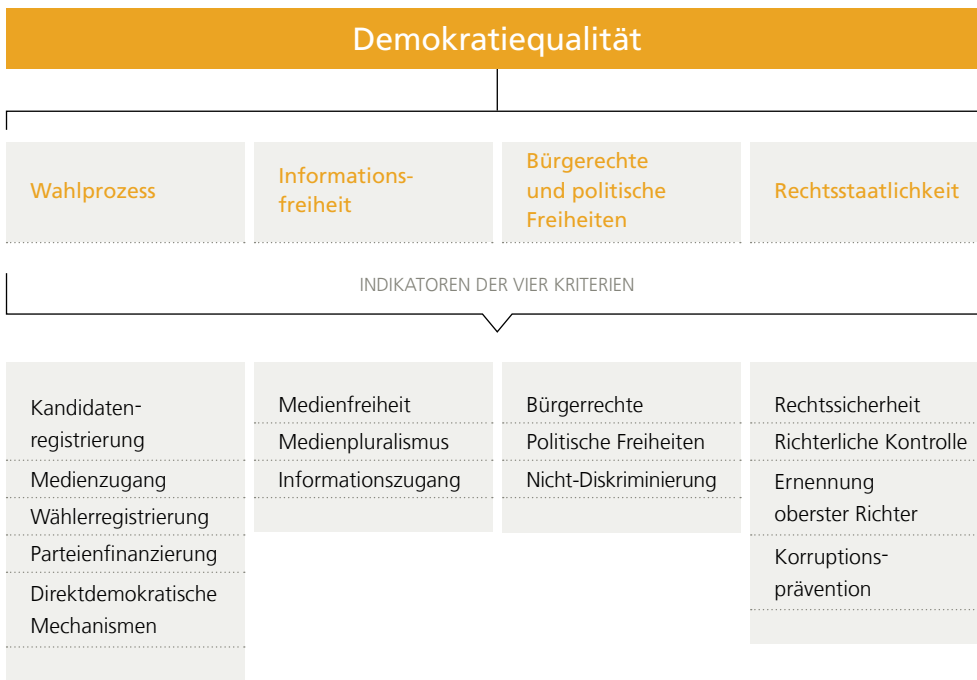 Demokratiequalität
Wahlprozess
Informations-
freiheit
Bürgerechte
und politische
Freiheiten
Rechtsstaatlichkeit
INDIKATOREN DER VIER KRITERIEN
Kandidaten-
registrierung
Medienzugang
Wählerregistrierung
Parteienfinanzierung
Direktdemokratische
Mechanismen
Medienfreiheit
Medienpluralismus
Informationszugang
Bürgerrechte
Politische Freiheiten
Nicht-Diskriminierung
Rechtssicherheit
Richterliche Kontrolle
Ernennung
oberster Richter
Korruptions-
prävention